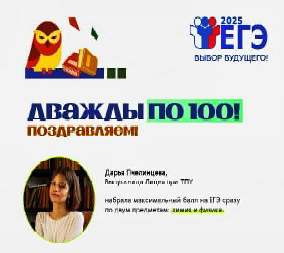 2025
ЕГЭ
ВЫБОР БУДУЩЕГО!
ДВАЖДЫ ПО 100!
ПОЗДРАВЛЯЕМ!
Дарья Пчелинцева,
Выпускница Лицея при ТПУ
набрала максимальный балл на ЕГЭ сразу
по двум предметам: химия и физика.